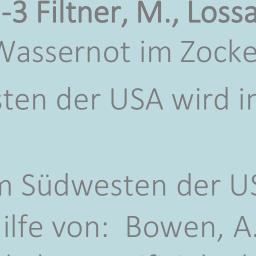 -3 Filtner, M., Lossa
Wassernot im Zocke
sten der USA wird in
m Südwesten der US
ilfe von: Bowen, A.